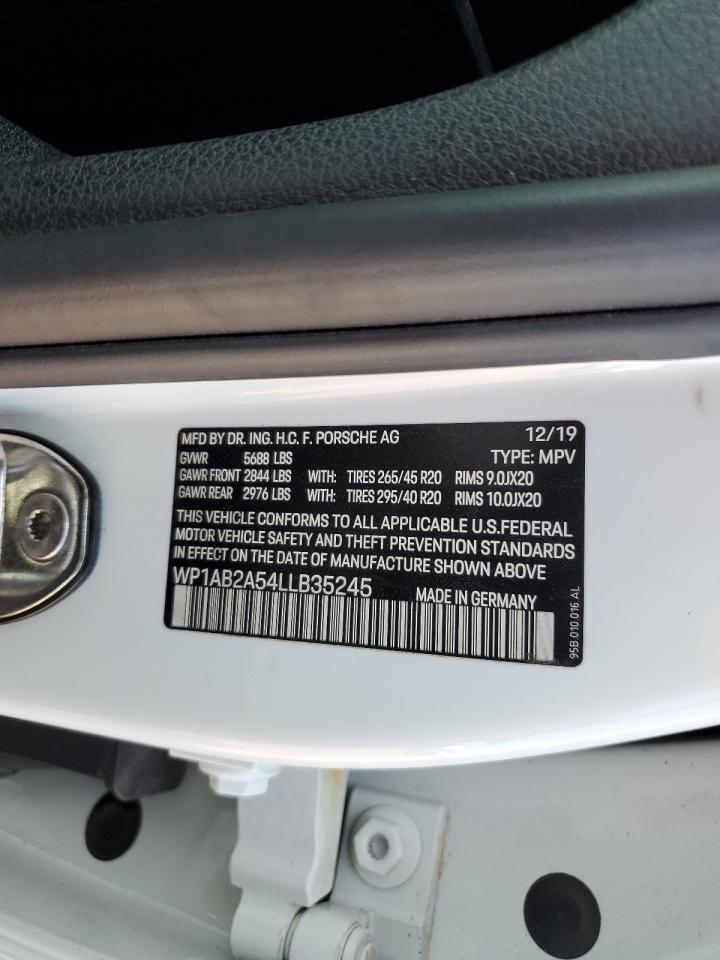 MFD BY DR. ING. H.C. F. PORSCHE AG 12/19
GVWR 5688 LBS TYPE: MPV
GAWR FRONT 2844 LBS WITH: TIRES 265/45 R20 RIMS 9.0JX20
GAWR REAR 2976 LBS WITH: TIRES 295/40 R20 RIMS 10.0JX20
THIS VEHICLE CONFORMS TO ALL APPLICABLE U.S.FEDERAL
MOTOR VEHICLE SAFETY AND THEFT PREVENTION STANDARDS
IN EFFECT ON THE DATE OF MANUFACTURE SHOWN ABOVE
WP1AB2A54LLB35245 MADE IN GERMANY
95B.010.016.AL